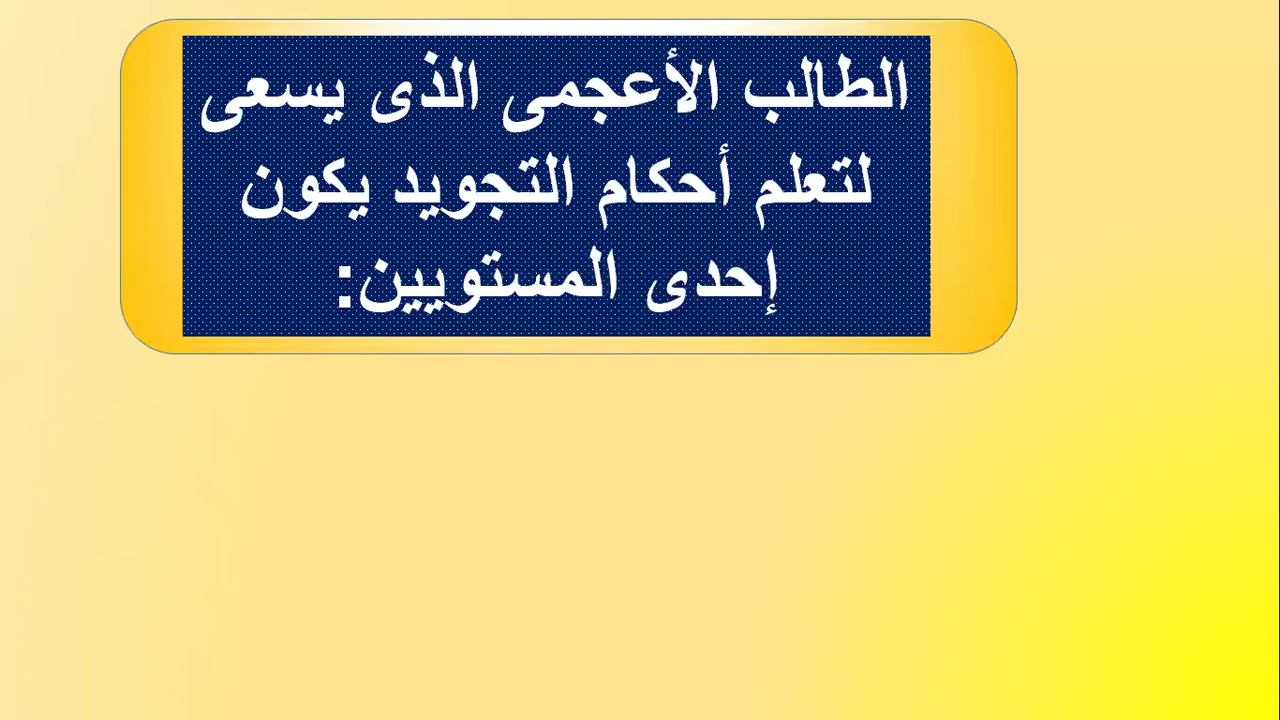 الطالب الأعجمى الذى يسعى
لتعلم أحكام التجويد يكون
إحدى المستويين: